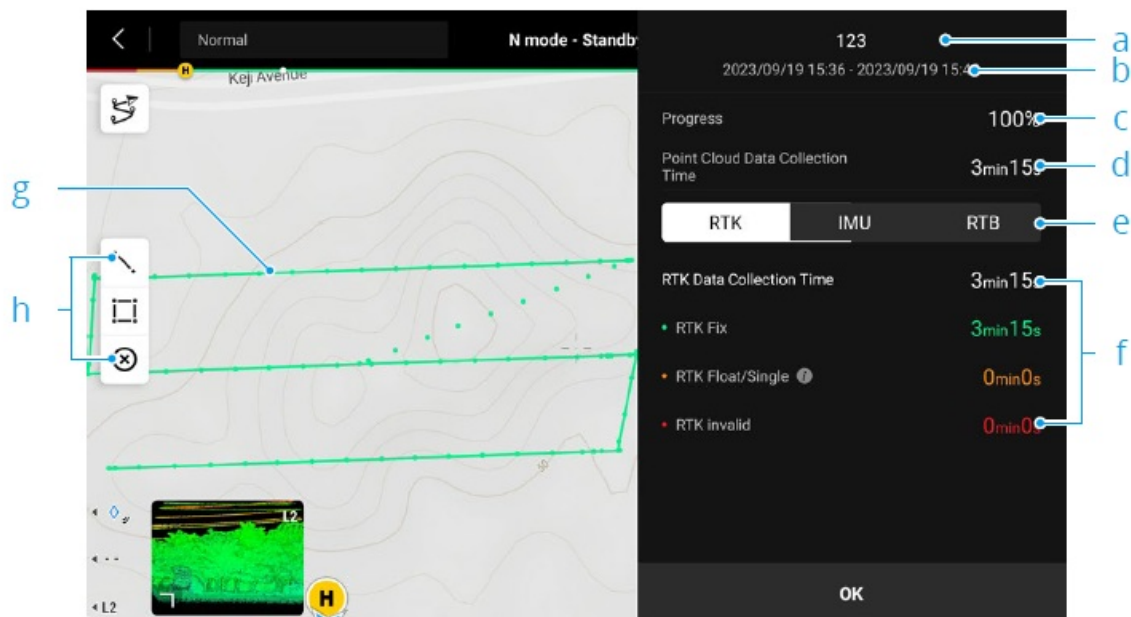 Normal
N mode - Standby
Keji Avenue
123
2023/09/19 15:36 - 2023/09/19 15:4
Progress
100%
Point Cloud Data Collection
Time
3min15s
RTK
IMU
RTB
RTK Data Collection Time
3min15s
RTK Fix
3min15s
RTK Float/Single
0min0s
RTK invalid
0min0s
OK
50
L2
L2
H
H
a
b
c
d
e
f
g
h